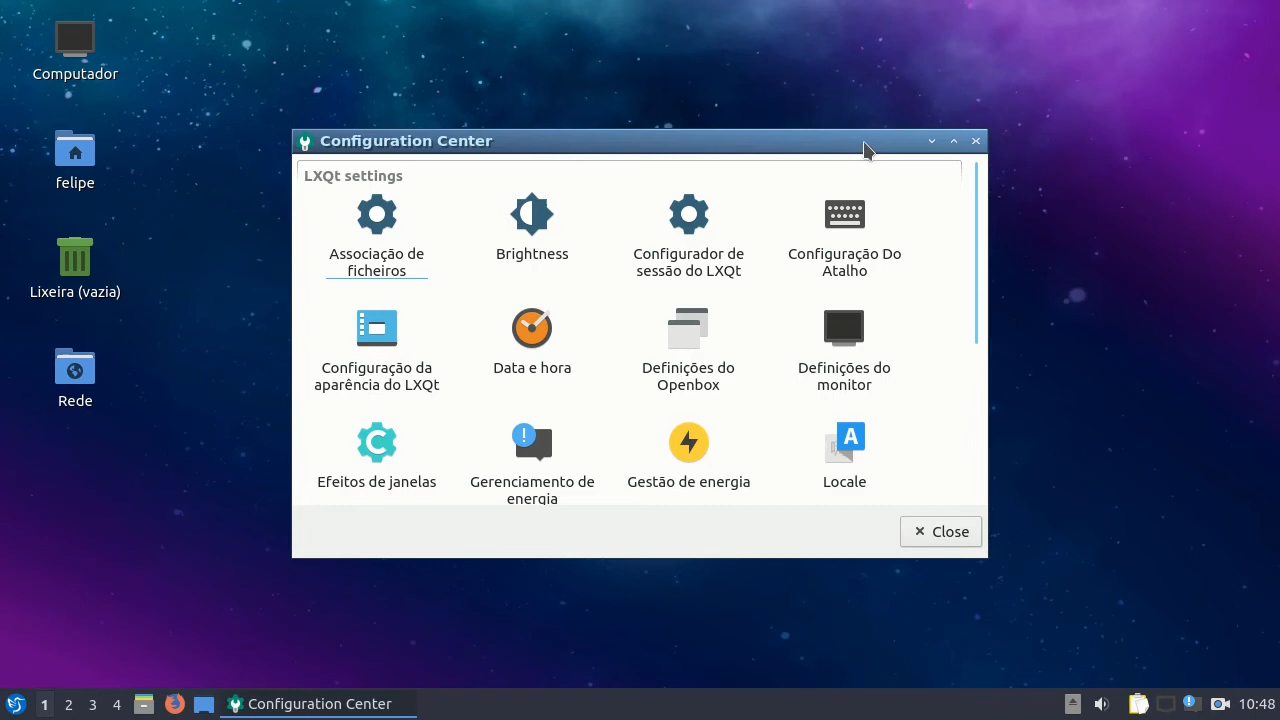 Computador
felipe
Lixeira (vazia)
Rede
Configuration Center
LXQt settings
Associação de
ficheiros
Brightness
Configurador de
sessão do LXQt
Configuração Do
Atalho
Configuração da
aparência do LXQt
Data e hora
Definições do
Openbox
Definições do
monitor
Efeitos de janelas
Gerenciamento de
energia
Gestão de energia
Locale
A
Close
1 2 3 4
Configuration Center
10:48